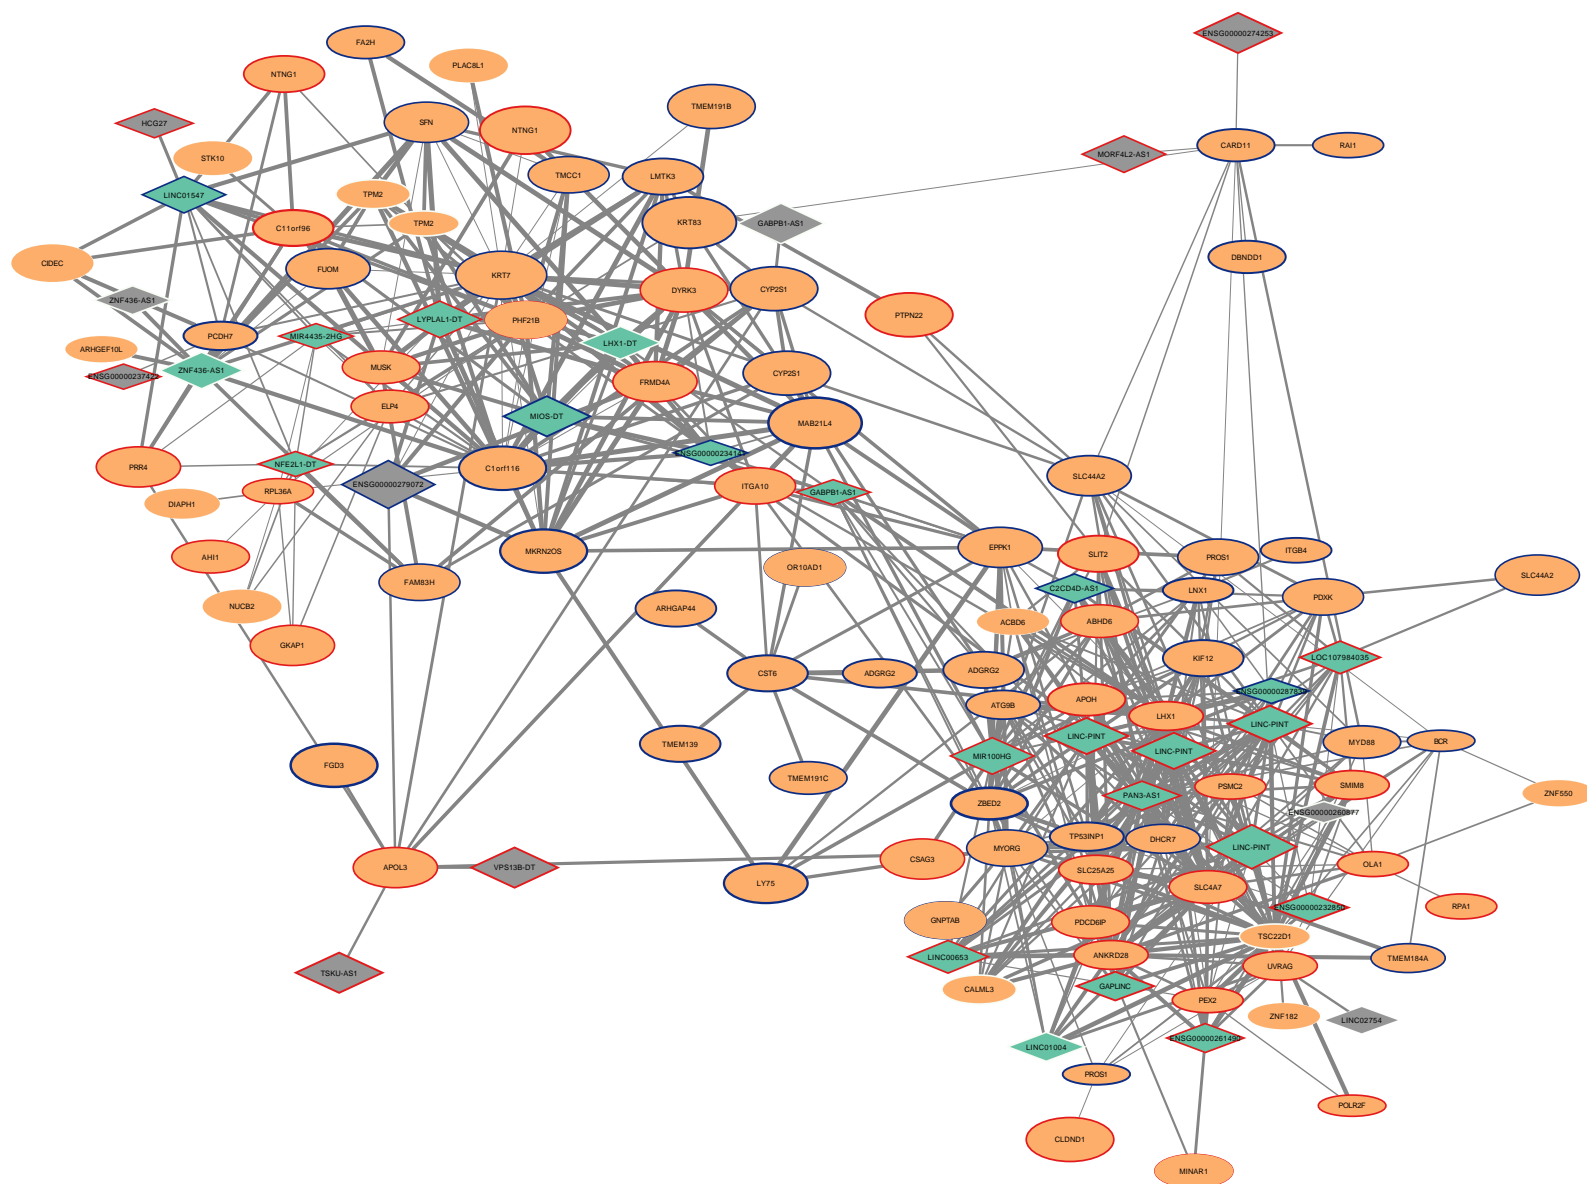 ENSG00000274253
FA2H
PLAC8L1
NTNG1
TMEM191B
HCG27
SFN
NTNG1
CARD11
RAI1
MORF4L2-AS1
STK10
TMCC1
LMTK3
LINC01547
TPM2
TPM2
KRT83
GABPB1-AS1
C11orf96
DBNDD1
CIDEC
FUOM
KRT7
DYRK3
CYP2S1
ZNF436-AS1
PTPN22
PCDH7
MIR4435-2HG
LYPLAL1-DT
PHF21B
LHX1-DT
ARHGEF10L
ENSG00000237422
ZNF436-AS1
MUSK
FRMD4A
CYP2S1
ELP4
MIOS-DT
MAB21L4
ENSG0000023414
PRR4
NFE2L1-DT
C1orf116
SLC44A2
ENSG00000279072
RPL36A
ITGA10
GABPB1-AS1
DIAPH1
AHI1
MKRN2OS
EPPK1
SLIT2
PROS1
ITGB4
SLC44A2
FAM83H
OR10AD1
C2CD4D-AS1
LNX1
PDXK
NUCB2
ARHGAP44
ACBD6
ABHD6
GKAP1
KIF12
LOC107984035
CST6
ADGRG2
ADGRG2
ENSG0000028783
ATG9B
APOH
LHX1
LINC-PINT
TMEM139
LINC-PINT
LINC-PINT
MYD88
BCR
FGD3
MIR100HG
TMEM191C
PSMC2
SMIM8
ZNF550
PAN3-AS1
ZBED2
ENSG00000260877
TP53INP1
DHCR7
MYORG
LINC-PINT
CSAG3
OLA1
APOL3
VPS13B-DT
LY75
SLC25A25
SLC4A7
RPA1
ENSG00000232850
GNPTAB
PDCD6IP
TSC22D1
LINC00653
ANKRD28
UVRAG
TMEM184A
TSKU-AS1
CALML3
GAPLINC
PEX2
ZNF182
LINC02754
LINC01004
ENSG00000261490
PROS1
POLR2F
CLDND1
MINAR1